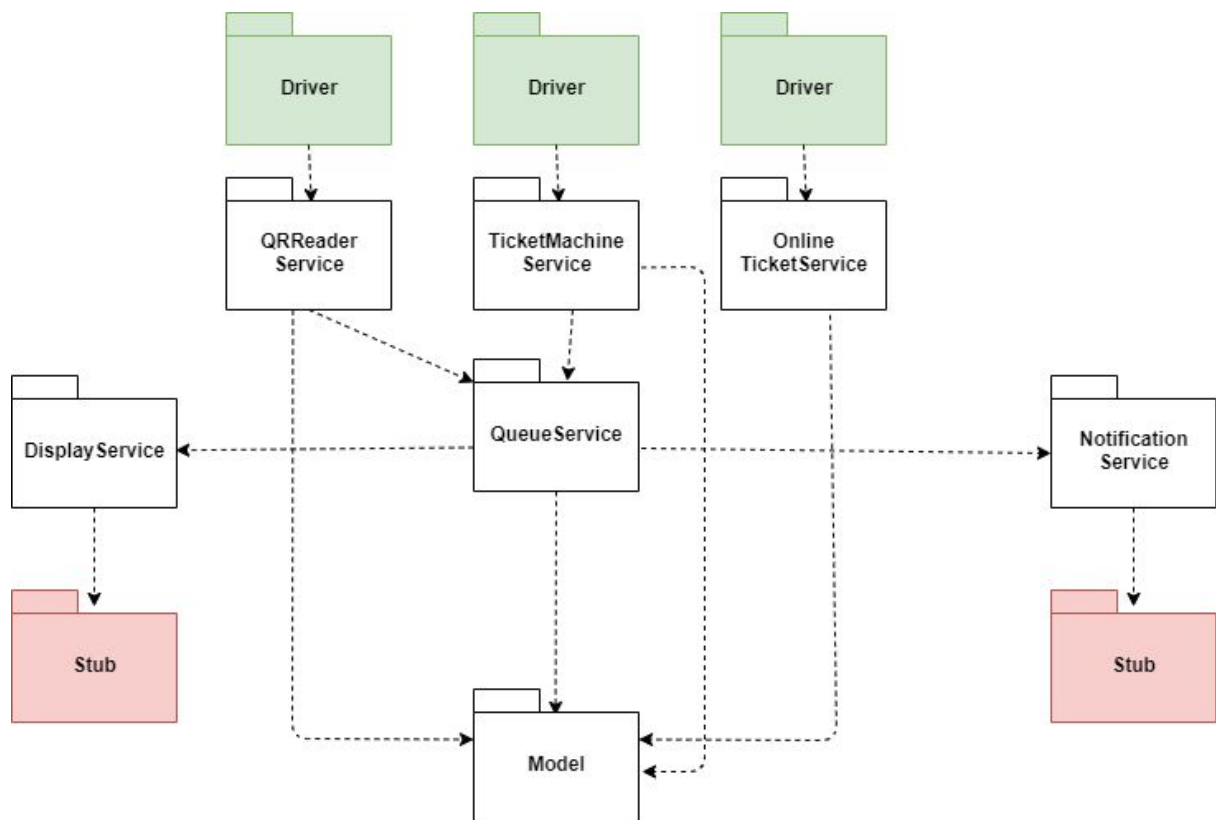 Driver
Driver
Driver
QRReader
Service
TicketMachine
Service
Online
TicketService
DisplayService
QueueService
Notification
Service
Stub
Stub
Model